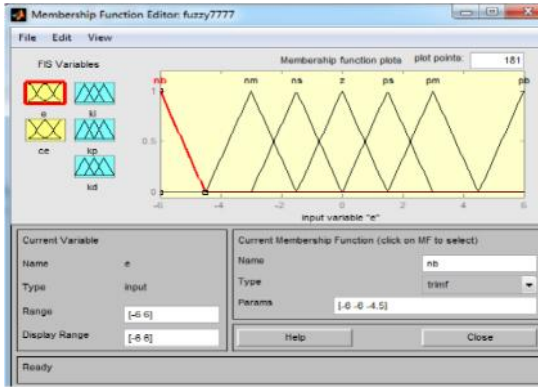 Membership Function Editor: fuzzy7777
File Edit View
FIS Variables
Membership function plots plot points: 181
nb nm ns z ps pm pb
e ki
ce kp
kd
1
0.5
0
-6 -4 -2 0 2 4 6
input variable "e"
Current Variable
Name e
Type input
Range [-6 6]
Display Range [-6 6]
Current Membership Function (click on MF to select)
Name nb
Type trimf
Params [-6 -6 -4.5]
Help Close
Ready